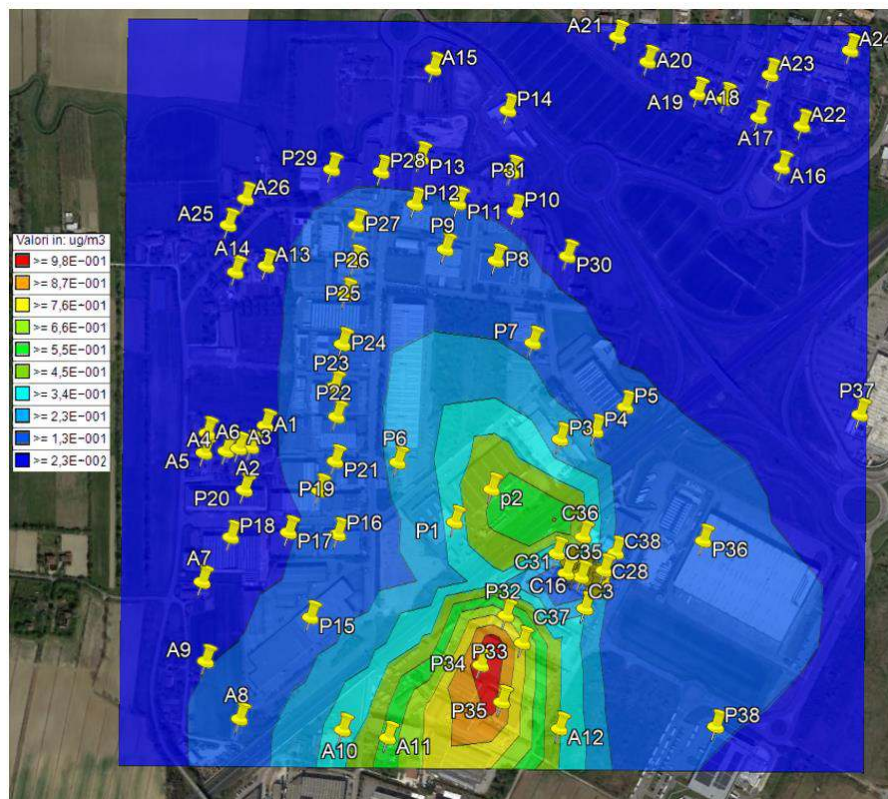 A21
A24
A20
A15
A23
A19
A18
P14
A22
A17
P29
P28
P13
P31
A16
A26
P12
A25
P27
P11
P10
P9
A14
A13
P26
P8
P30
Valori in: ug/m3
>= 9,8E-001
>= 8,7E-001
>= 7,6E-001
>= 6,6E-001
>= 5,5E-001
>= 4,5E-001
>= 3,4E-001
>= 2,3E-001
>= 1,3E-001
>= 2,3E-002
P25
P7
P24
P23
P22
P5
P37
A1
A6
A4
A3
P3
P4
A5
P6
P21
A2
P20
P19
p2
P18
P17
P16
P1
C36
P36
C31
C35
C38
A7
C16
C28
C3
P32
C37
P15
A9
P34
P33
A8
P35
P38
A10
A11
A12